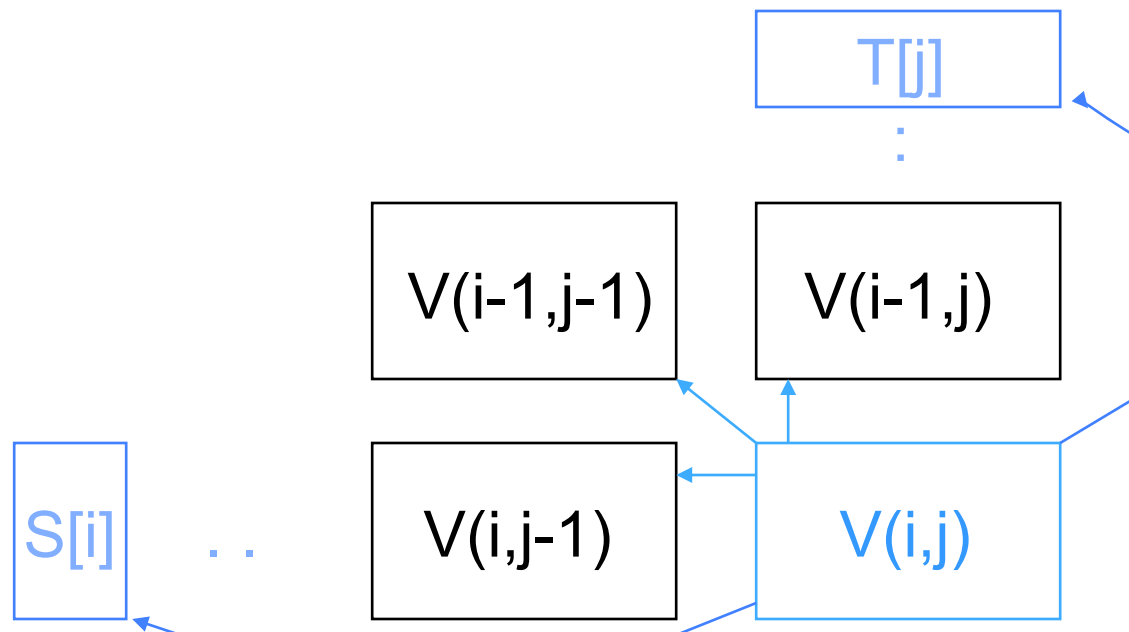 T[j]
:
V(i-1,j-1) V(i-1,j)
S[i] . . V(i,j-1) V(i,j)